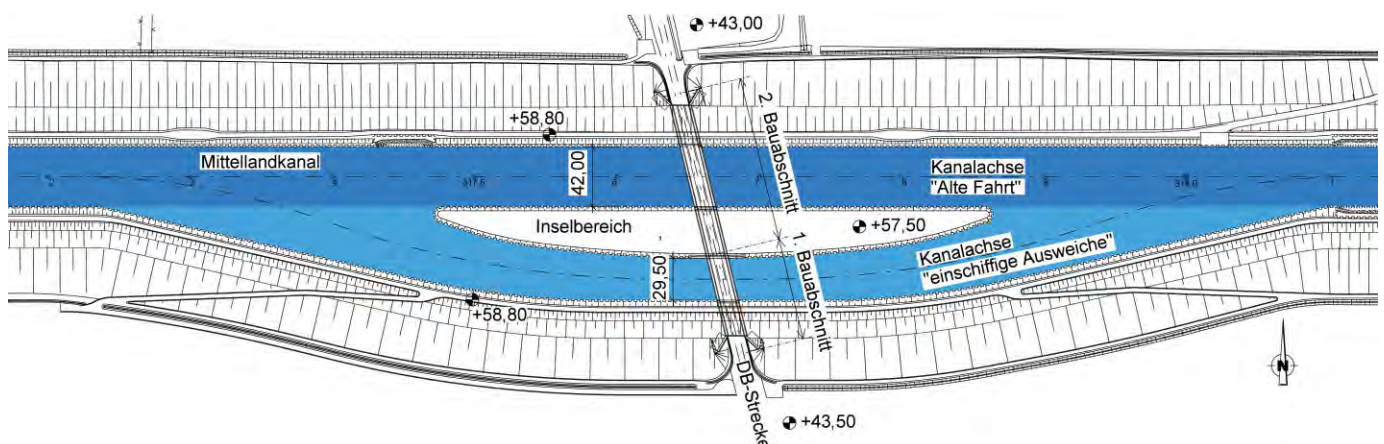 +43,00
2. Bauabschnitt
+58,80
Mittellandkanal
42,00
Kanalachse
"Alte Fahrt"
Inselbereich
+57,50
1. Bauabschnitt
Kanalachse
"einschiffige Ausweiche"
29,50
+58,80
DB-Strecke
N
+43,50